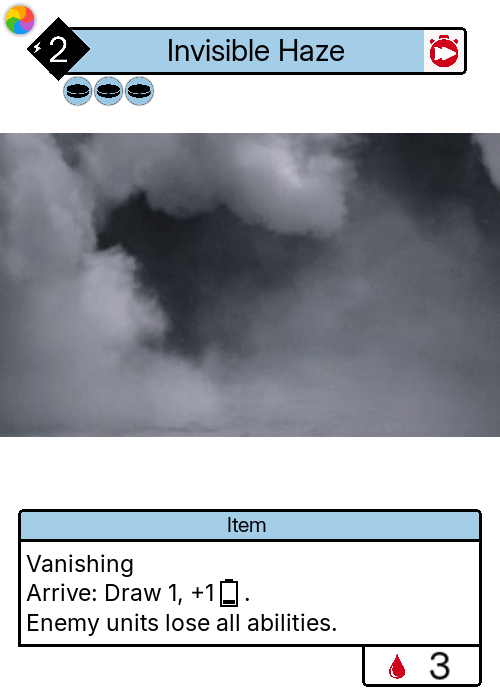 2
Invisible Haze
Item
Vanishing
Arrive: Draw 1, +1 .
Enemy units lose all abilities.
3